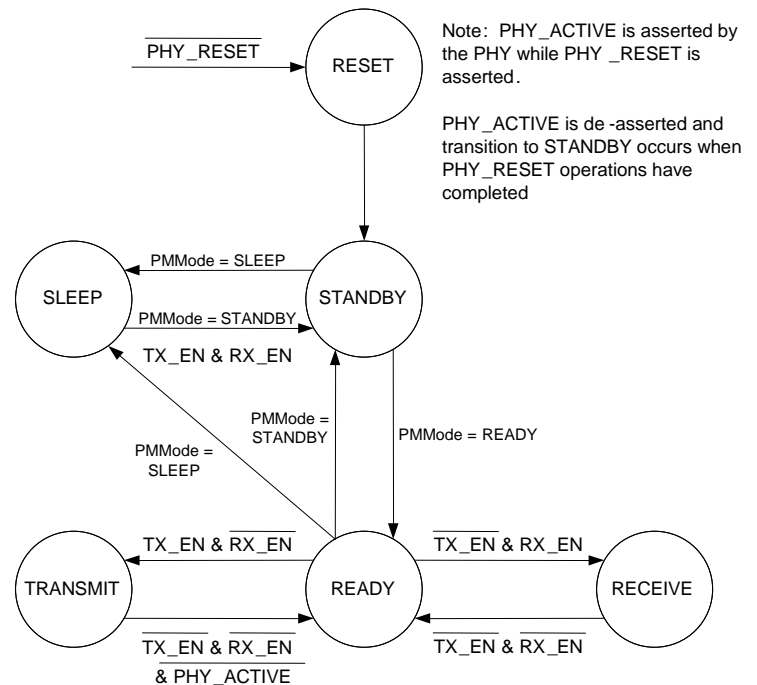 PHY_RESET
RESET
Note: PHY_ACTIVE is asserted by
the PHY while PHY _RESET is
asserted.
PHY_ACTIVE is de -asserted and
transition to STANDBY occurs when
PHY_RESET operations have
completed
PMMode = SLEEP
SLEEP
STANDBY
PMMode = STANDBY
TX_EN & RX_EN
PMMode =
STANDBY
PMMode = READY
PMMode =
SLEEP
TX_EN & RX_EN
TX_EN & RX_EN
TRANSMIT
READY
RECEIVE
TX_EN & RX_EN
& PHY_ACTIVE
TX_EN & RX_EN